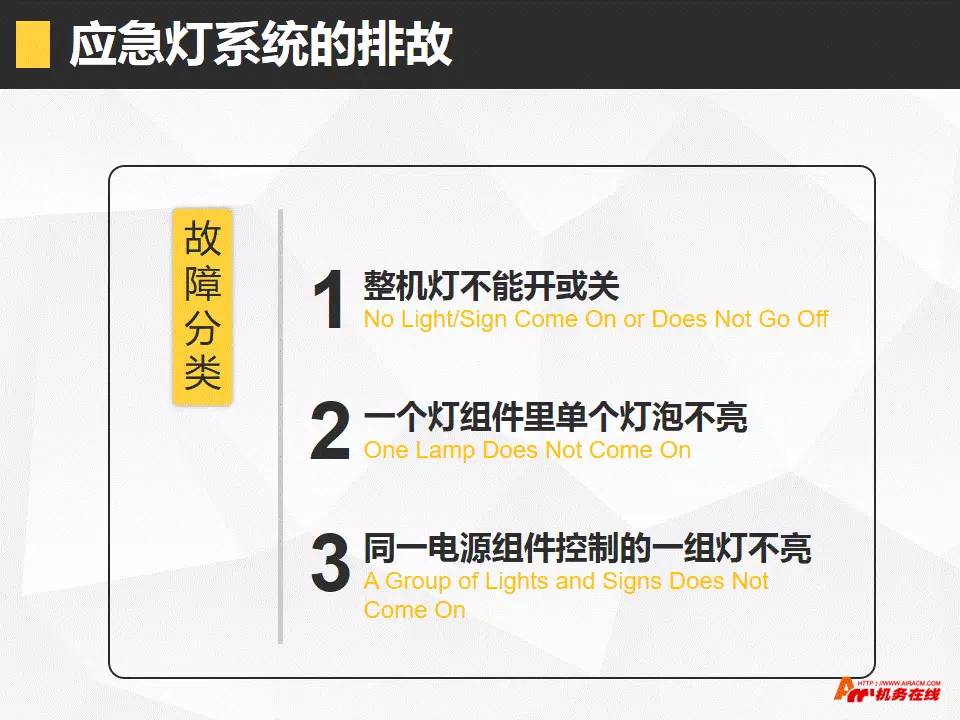 应急灯系统的排故
故障分类
1 整机灯不能开或关
No Light/Sign Come On or Does Not Go Off
2 一个灯组件里单个灯泡不亮
One Lamp Does Not Come On
3 同一电源组件控制的一组灯不亮
A Group of Lights and Signs Does Not
Come On
HTTP://WWW.AIRACM.COM
机务在线